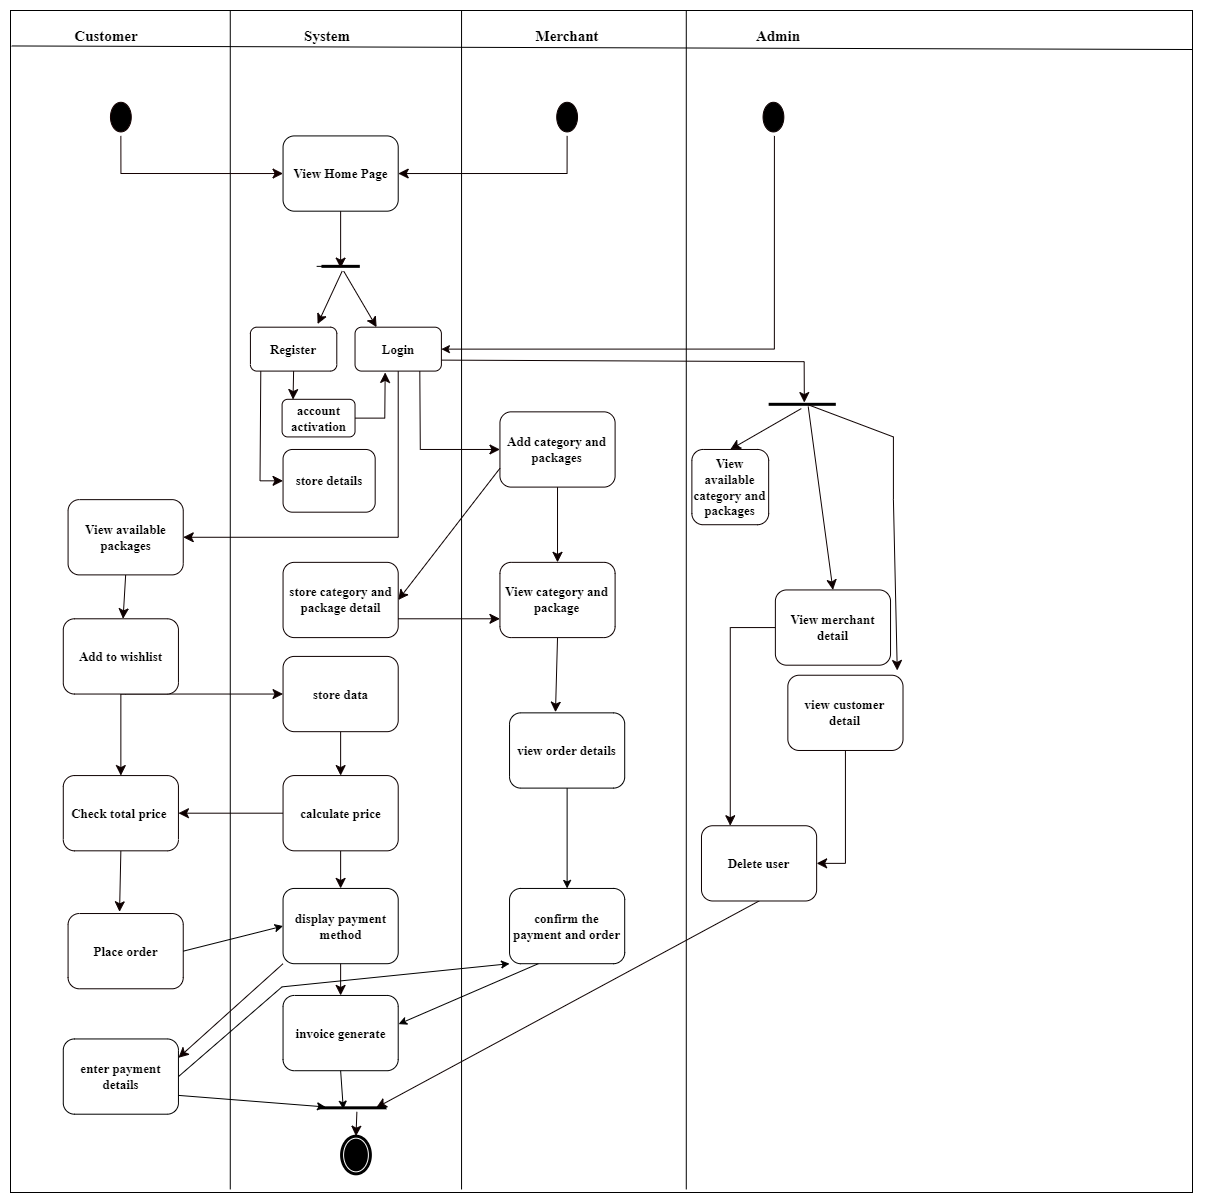 Customer
System
Merchant
Admin
View Home Page
Register
Login
account
activation
store details
Add category and
packages
View
available
category and
packages
View available
packages
store category and
package detail
View category and
package
View merchant
detail
Add to wishlist
store data
view customer
detail
view order details
Check total price
calculate price
Delete user
display payment
method
confirm the
payment and order
Place order
invoice generate
enter payment
details